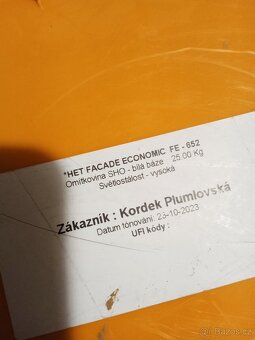 *HET FACADE ECONOMIC FE - 652
Omítkovina SHO - bílá báze 25.00 Kg
Světlostálost - vysoká
Zákazník : Kordek Plumlovská
Datum tónování: 23-10-2023
UFI kódy :